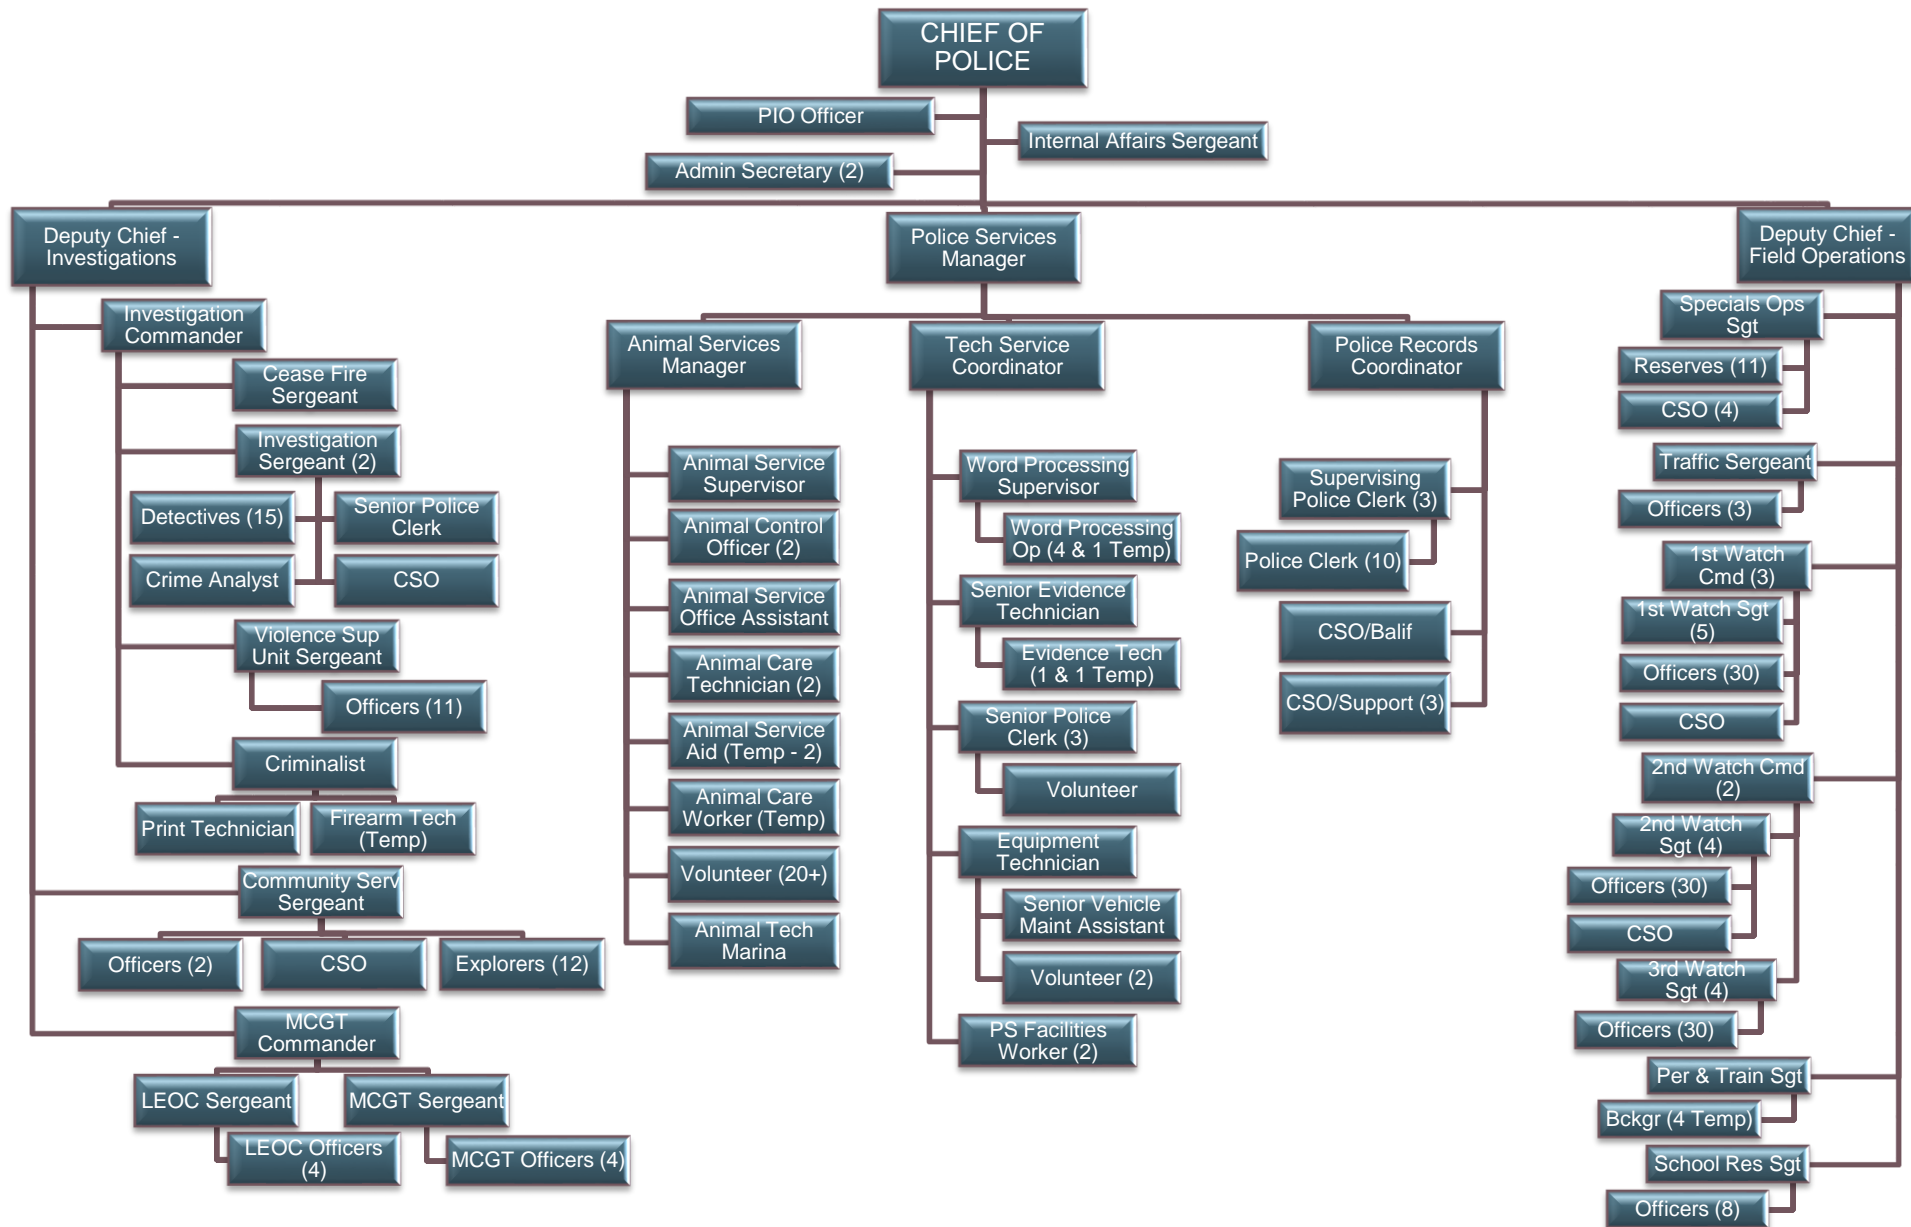 CHIEF OF
POLICE
PIO Officer
Internal Affairs Sergeant
Admin Secretary (2)
Deputy Chief -
Investigations
Police Services
Manager
Deputy Chief -
Field Operations
Investigation
Commander
Cease Fire
Sergeant
Investigation
Sergeant (2)
Detectives (15)
Senior Police
Clerk
Crime Analyst
CSO
Violence Sup
Unit Sergeant
Officers (11)
Criminalist
Print Technician
Firearm Tech
(Temp)
Community Serv
Sergeant
Officers (2)
CSO
Explorers (12)
MCGT
Commander
LEOC Sergeant
MCGT Sergeant
LEOC Officers
(4)
MCGT Officers (4)
Animal Services
Manager
Animal Service
Supervisor
Animal Control
Officer (2)
Animal Service
Office Assistant
Animal Care
Technician (2)
Animal Service
Aid (Temp - 2)
Animal Care
Worker (Temp)
Volunteer (20+)
Animal Tech
Marina
Tech Service
Coordinator
Word Processing
Supervisor
Word Processing
Op (4 & 1 Temp)
Senior Evidence
Technician
Evidence Tech
(1 & 1 Temp)
Senior Police
Clerk (3)
Volunteer
Equipment
Technician
Senior Vehicle
Maint Assistant
Volunteer (2)
PS Facilities
Worker (2)
Police Records
Coordinator
Supervising
Police Clerk (3)
Police Clerk (10)
CSO/Balif
CSO/Support (3)
Specials Ops
Sgt
Reserves (11)
CSO (4)
Traffic Sergeant
Officers (3)
1st Watch
Cmd (3)
1st Watch Sgt
(5)
Officers (30)
CSO
2nd Watch Cmd
(2)
2nd Watch
Sgt (4)
Officers (30)
CSO
3rd Watch
Sgt (4)
Officers (30)
Per & Train Sgt
Bckgr (4 Temp)
School Res Sgt
Officers (8)